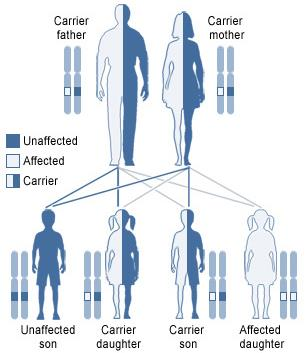 Carrier
father
Carrier
mother
Unaffected
Affected
Carrier
Unaffected
son
Carrier
daughter
Carrier
son
Affected
daughter